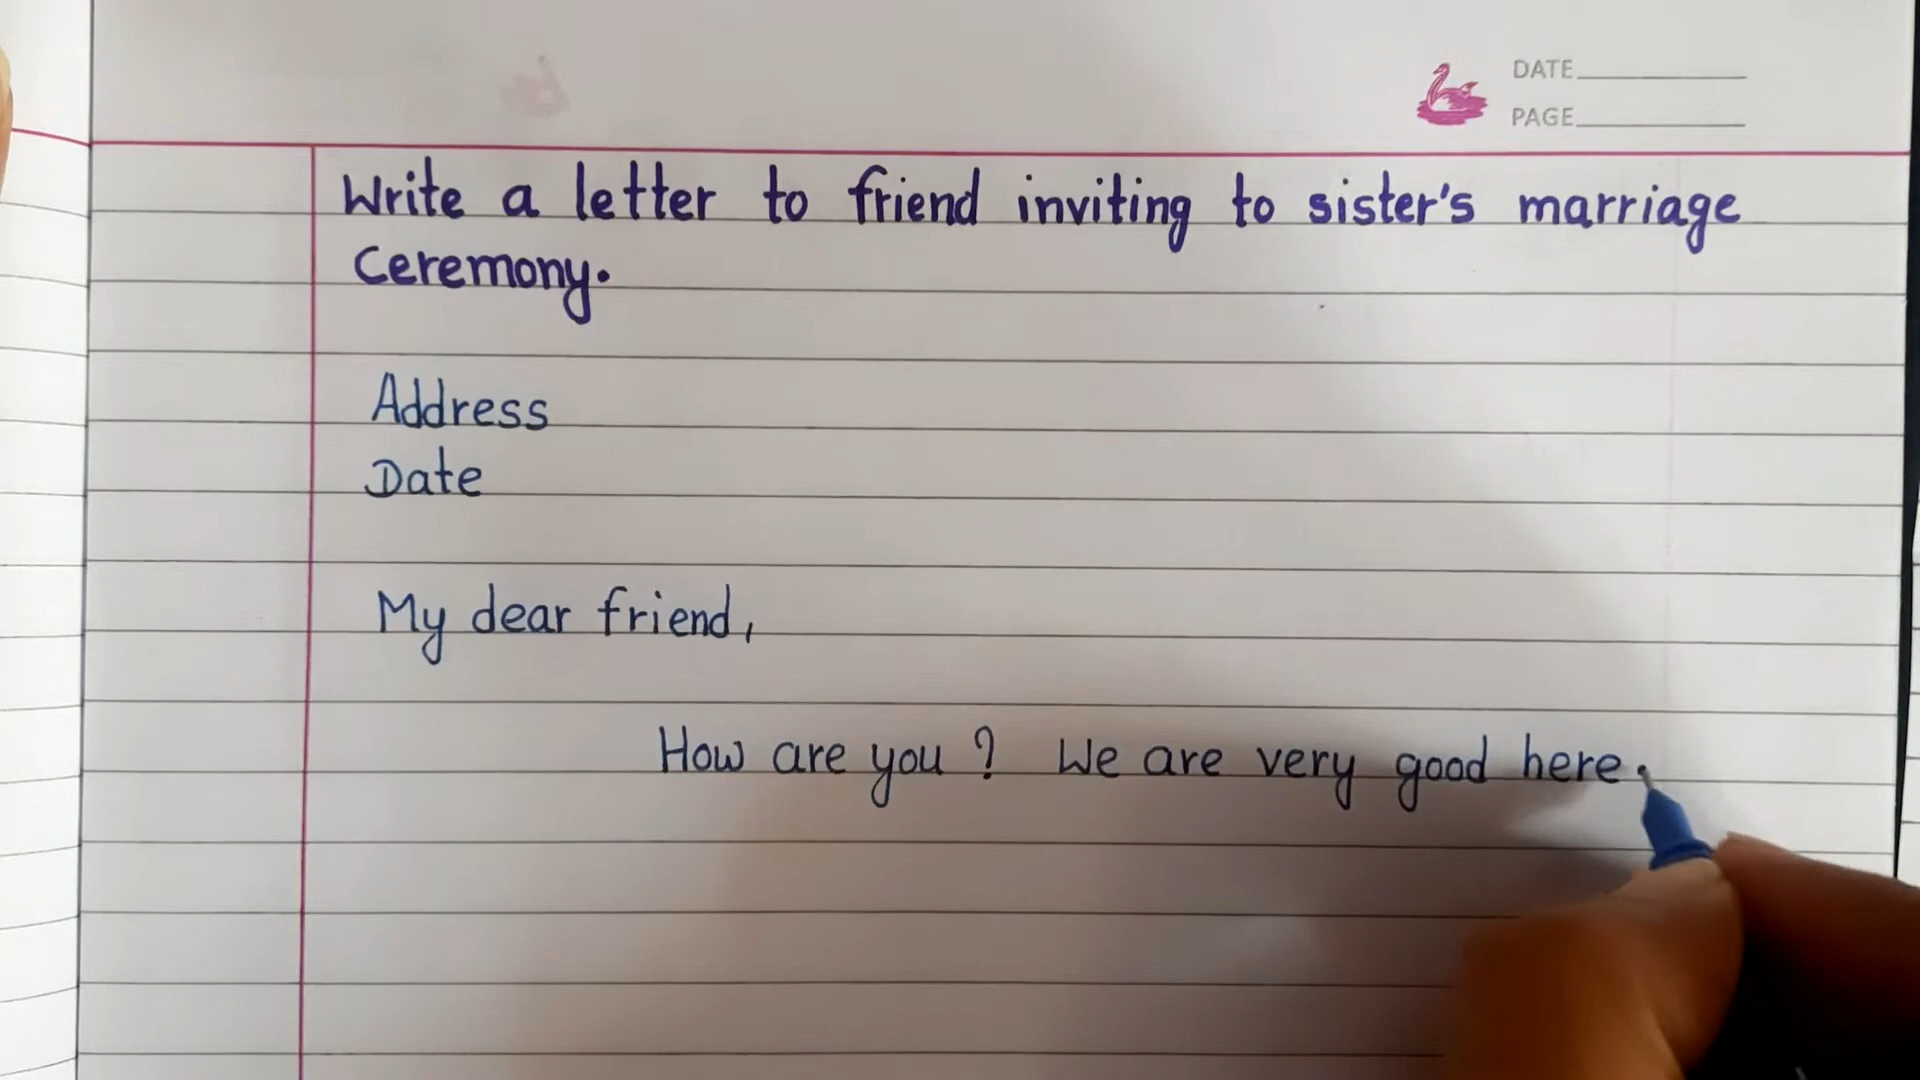 DATE
PAGE
Write a letter to friend inviting to sister's marriage
ceremony.
Address
Date
My dear friend,
How are you ? We are very good here.